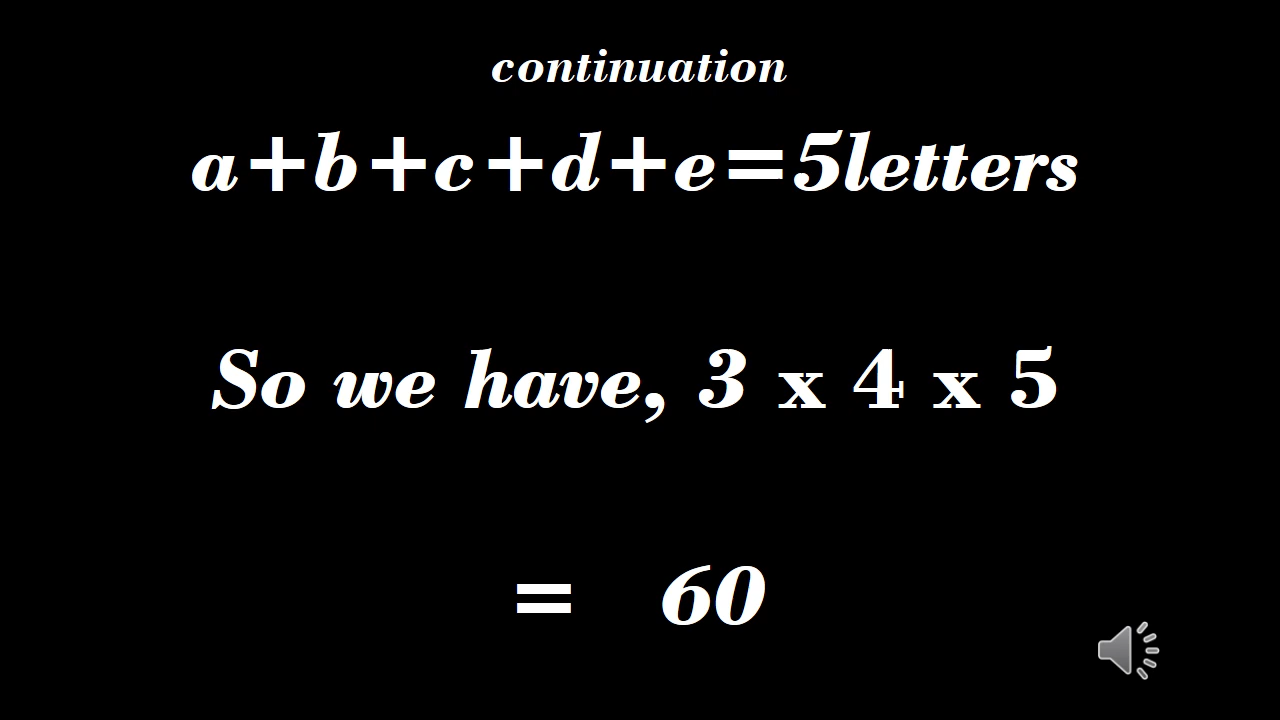 continuation
a+b+c+d+e=5letters
So we have, 3 x 4 x 5
= 60